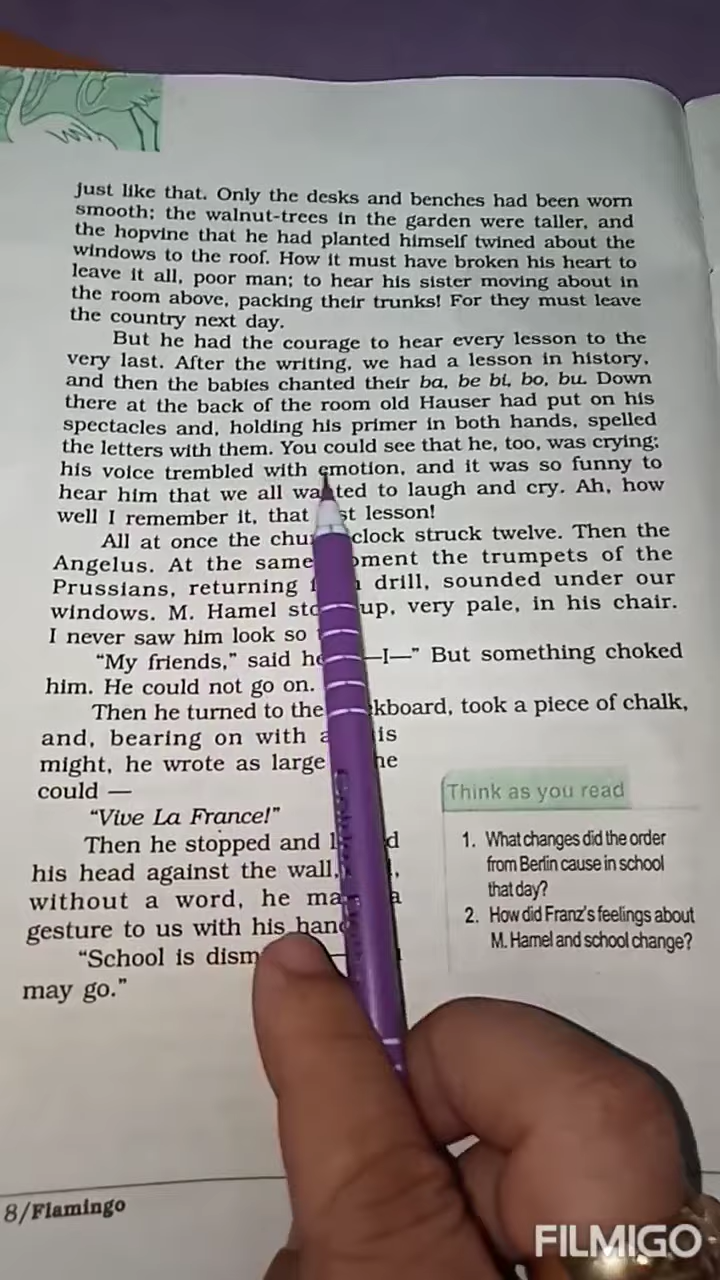 just like that. Only the desks and benches had been worn
smooth; the walnut-trees in the garden were taller, and
the hopvine that he had planted himself twined about the
windows to the roof. How it must have broken his heart to
leave it all, poor man; to hear his sister moving about in
the room above, packing their trunks! For they must leave
the country next day.
But he had the courage to hear every lesson to the
very last. After the writing, we had a lesson in history,
and then the babies chanted their ba, be bi, bo, bu. Down
there at the back of the room old Hauser had put on his
spectacles and, holding his primer in both hands, spelled
the letters with them. You could see that he, too, was crying;
his voice trembled with emotion, and it was so funny to
hear him that we all wanted to laugh and cry. Ah, how
well I remember it, that last lesson!
All at once the church clock struck twelve. Then the
Angelus. At the same moment the trumpets of the
Prussians, returning from drill, sounded under our
windows. M. Hamel stood up, very pale, in his chair.
I never saw him look so
“My friends,” said he —I—” But something choked
him. He could not go on.
Then he turned to the blackboard, took a piece of chalk,
and, bearing on with his
might, he wrote as large he
could —
“Vive La France!”
Then he stopped and
his head against the wall,
without a word, he made a
gesture to us with his hand
“School is dismissed
may go.”
Think as you read
1. What changes did the order
from Berlin cause in school
that day?
2. How did Franz's feelings about
M. Hamel and school change?
8/Flamingo
FILMIGO